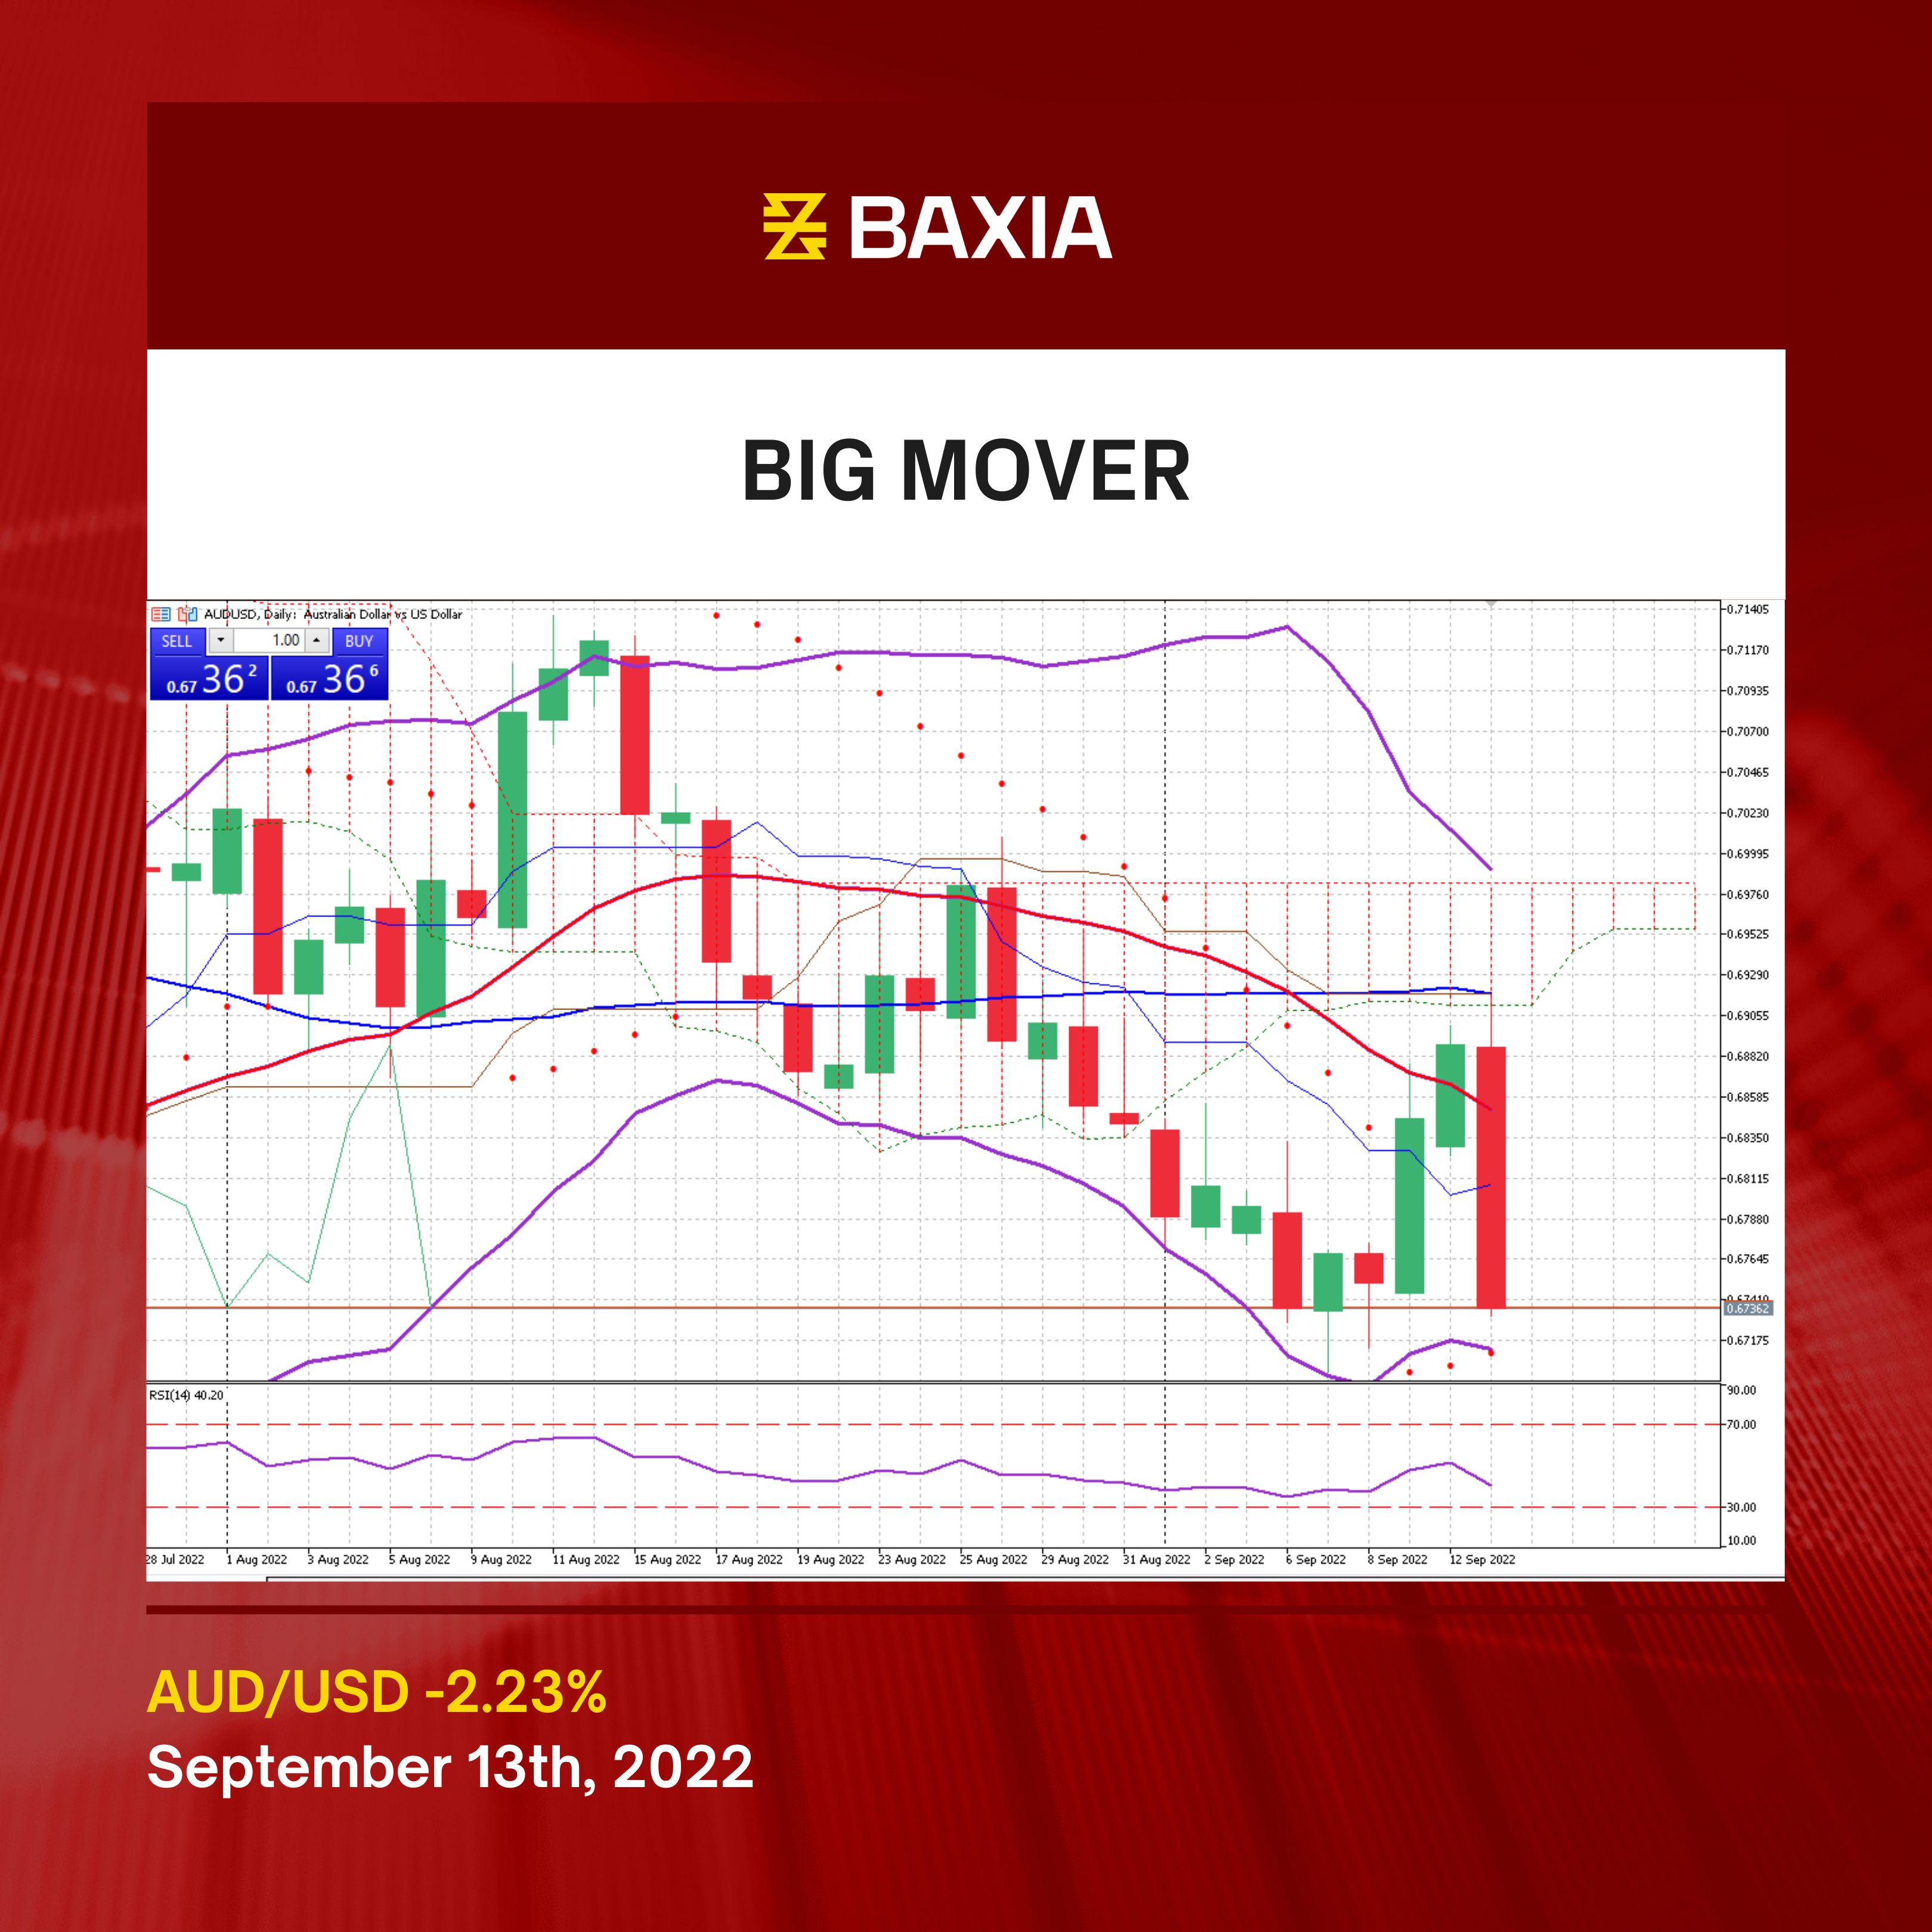 BAXIA
BIG MOVER
AUDUSD, Daily: Australian Dollar vs US Dollar
SELL 1.00 BUY
0.67 36 2 0.67 36 6
0.71405
0.71170
0.70935
0.70700
0.70465
0.70230
0.69995
0.69760
0.69525
0.69290
0.69055
0.68820
0.68585
0.68350
0.68115
0.67880
0.67645
0.67410
0.67362
0.67175
RSI(14) 40.20
90.00
70.00
30.00
10.00
28 Jul 2022 1 Aug 2022 3 Aug 2022 5 Aug 2022 9 Aug 2022 11 Aug 2022 15 Aug 2022 17 Aug 2022 19 Aug 2022 23 Aug 2022 25 Aug 2022 29 Aug 2022 31 Aug 2022 2 Sep 2022 6 Sep 2022 8 Sep 2022 12 Sep 2022
AUD/USD -2.23%
September 13th, 2022